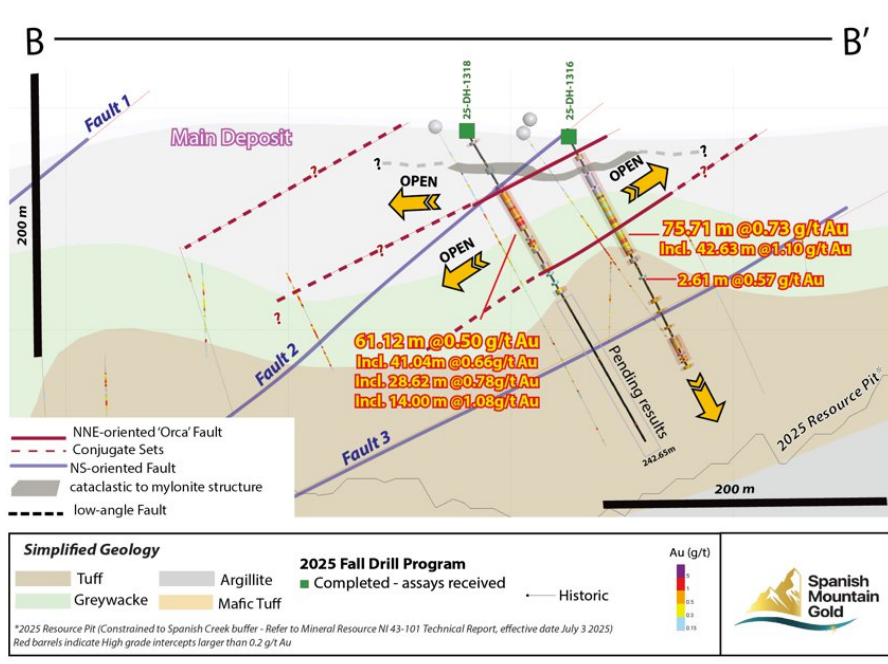 B
B'
25-DH-1318
25-DH-1316
Fault 1
Main Deposit
?
?
?
?
OPEN
OPEN
?
OPEN
200 m
75.71 m @0.73 g/t Au
Incl. 42.63 m @1.10 g/t Au
2.61 m @0.57 g/t Au
?
61.12 m @0.50 g/t Au
Incl. 41.04m @0.66g/t Au
Incl. 28.62 m @0.78g/t Au
Incl. 14.00 m @1.08g/t Au
Fault 2
Pending results
242.65m
Fault 3
2025 Resource Pit*
200 m
NNE-oriented 'Orca' Fault
Conjugate Sets
NS-oriented Fault
cataclastic to mylonite structure
low-angle Fault
Simplified Geology
Tuff
Argillite
Greywacke
Mafic Tuff
2025 Fall Drill Program
Completed - assays received
Historic
Au (g/t)
5
1
0.5
0.3
0.15
Spanish
Mountain
Gold
*2025 Resource Pit (Constrained to Spanish Creek buffer - Refer to Mineral Resource NI 43-101 Technical Report, effective date July 3 2025)
Red barrels indicate High grade intercepts larger than 0.2 g/t Au